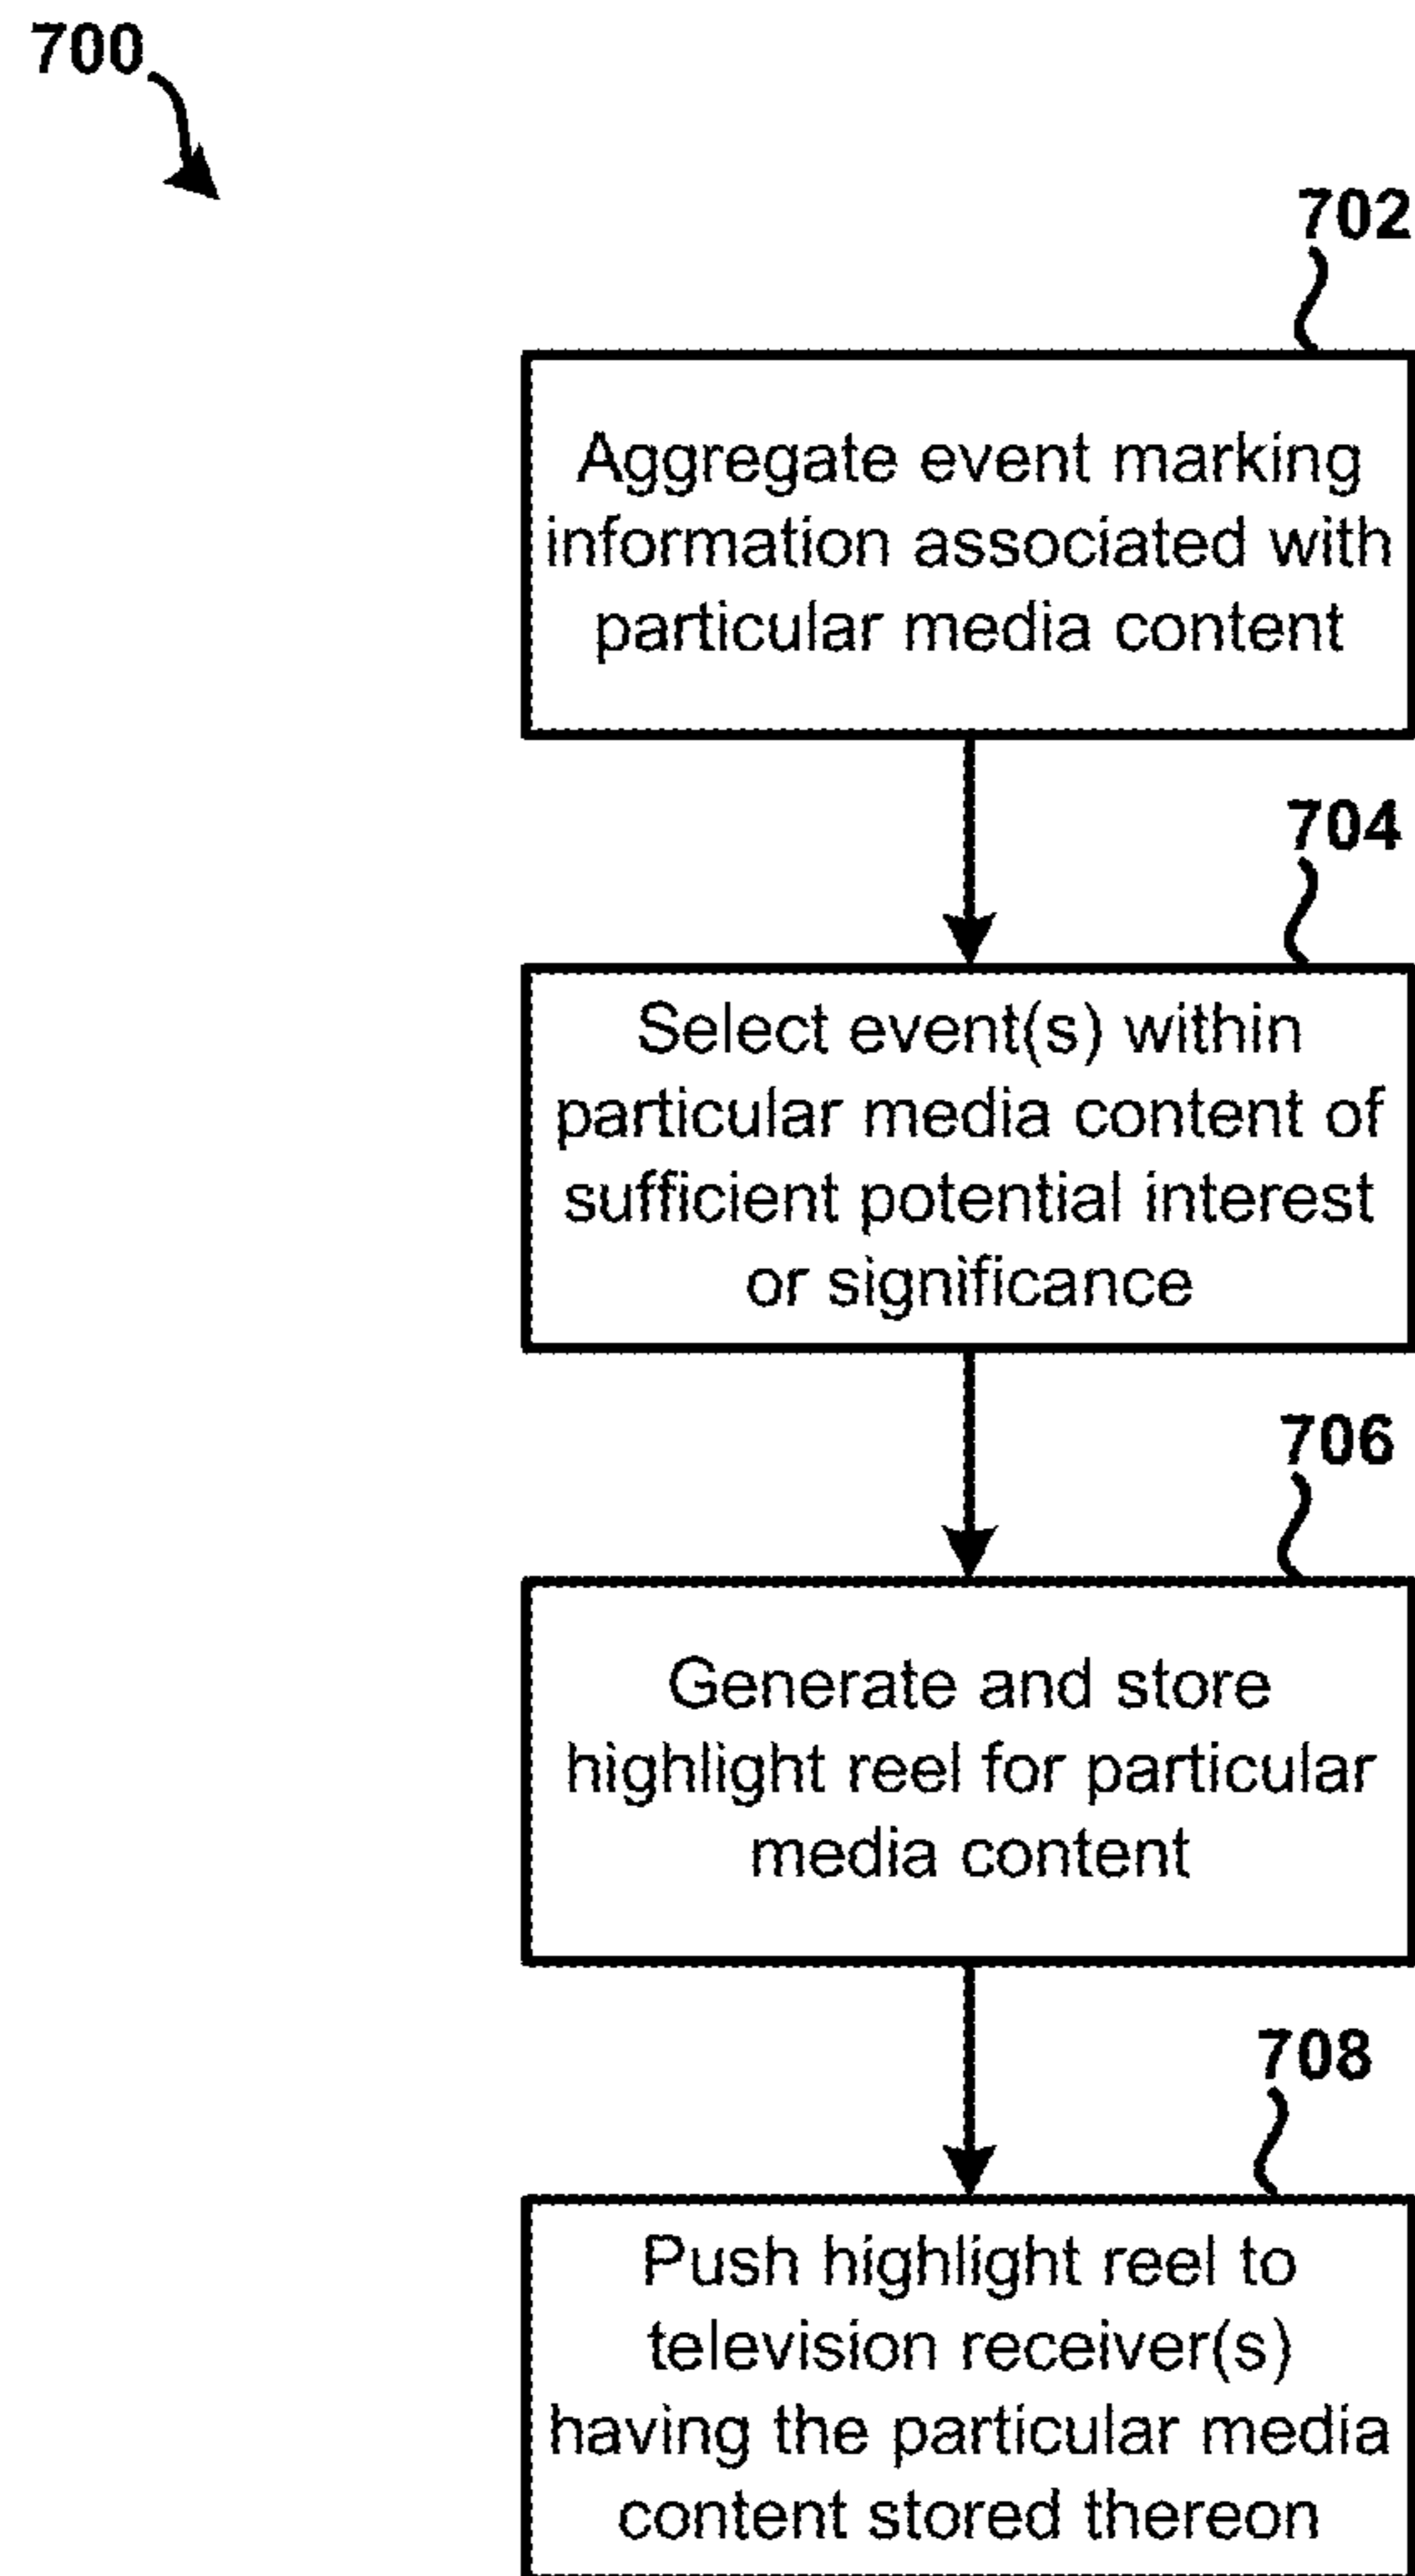 700
702
Aggregate event marking
information associated with
particular media content
704
Select event(s) within
particular media content of
sufficient potential interest
or significance
706
Generate and store
highlight reel for particular
media content
708
Push highlight reel to
television receiver(s)
having the particular media
content stored thereon